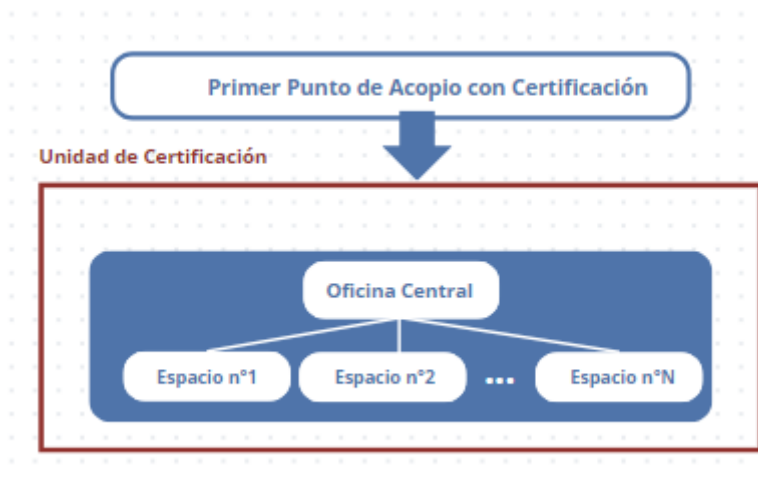 Primer Punto de Acopio con Certificación
Unidad de Certificación
Oficina Central
Espacio n°1
Espacio n°2
...
Espacio n°N